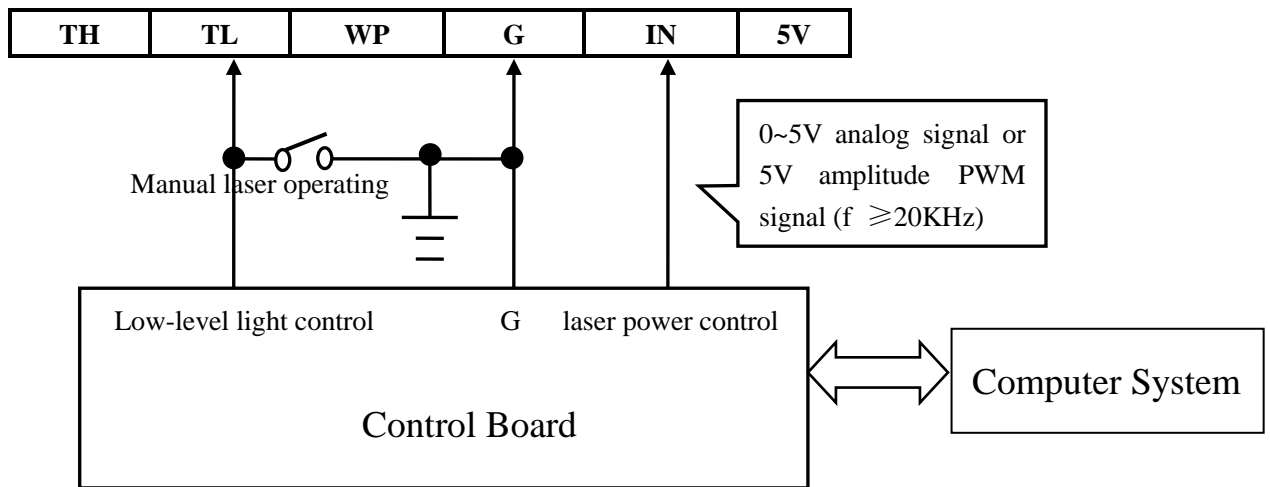 TH TL WP G IN 5V
0~5V analog signal or
5V amplitude PWM
signal (f ≥20KHz)
Manual laser operating
Low-level light control G laser power control
Computer System
Control Board